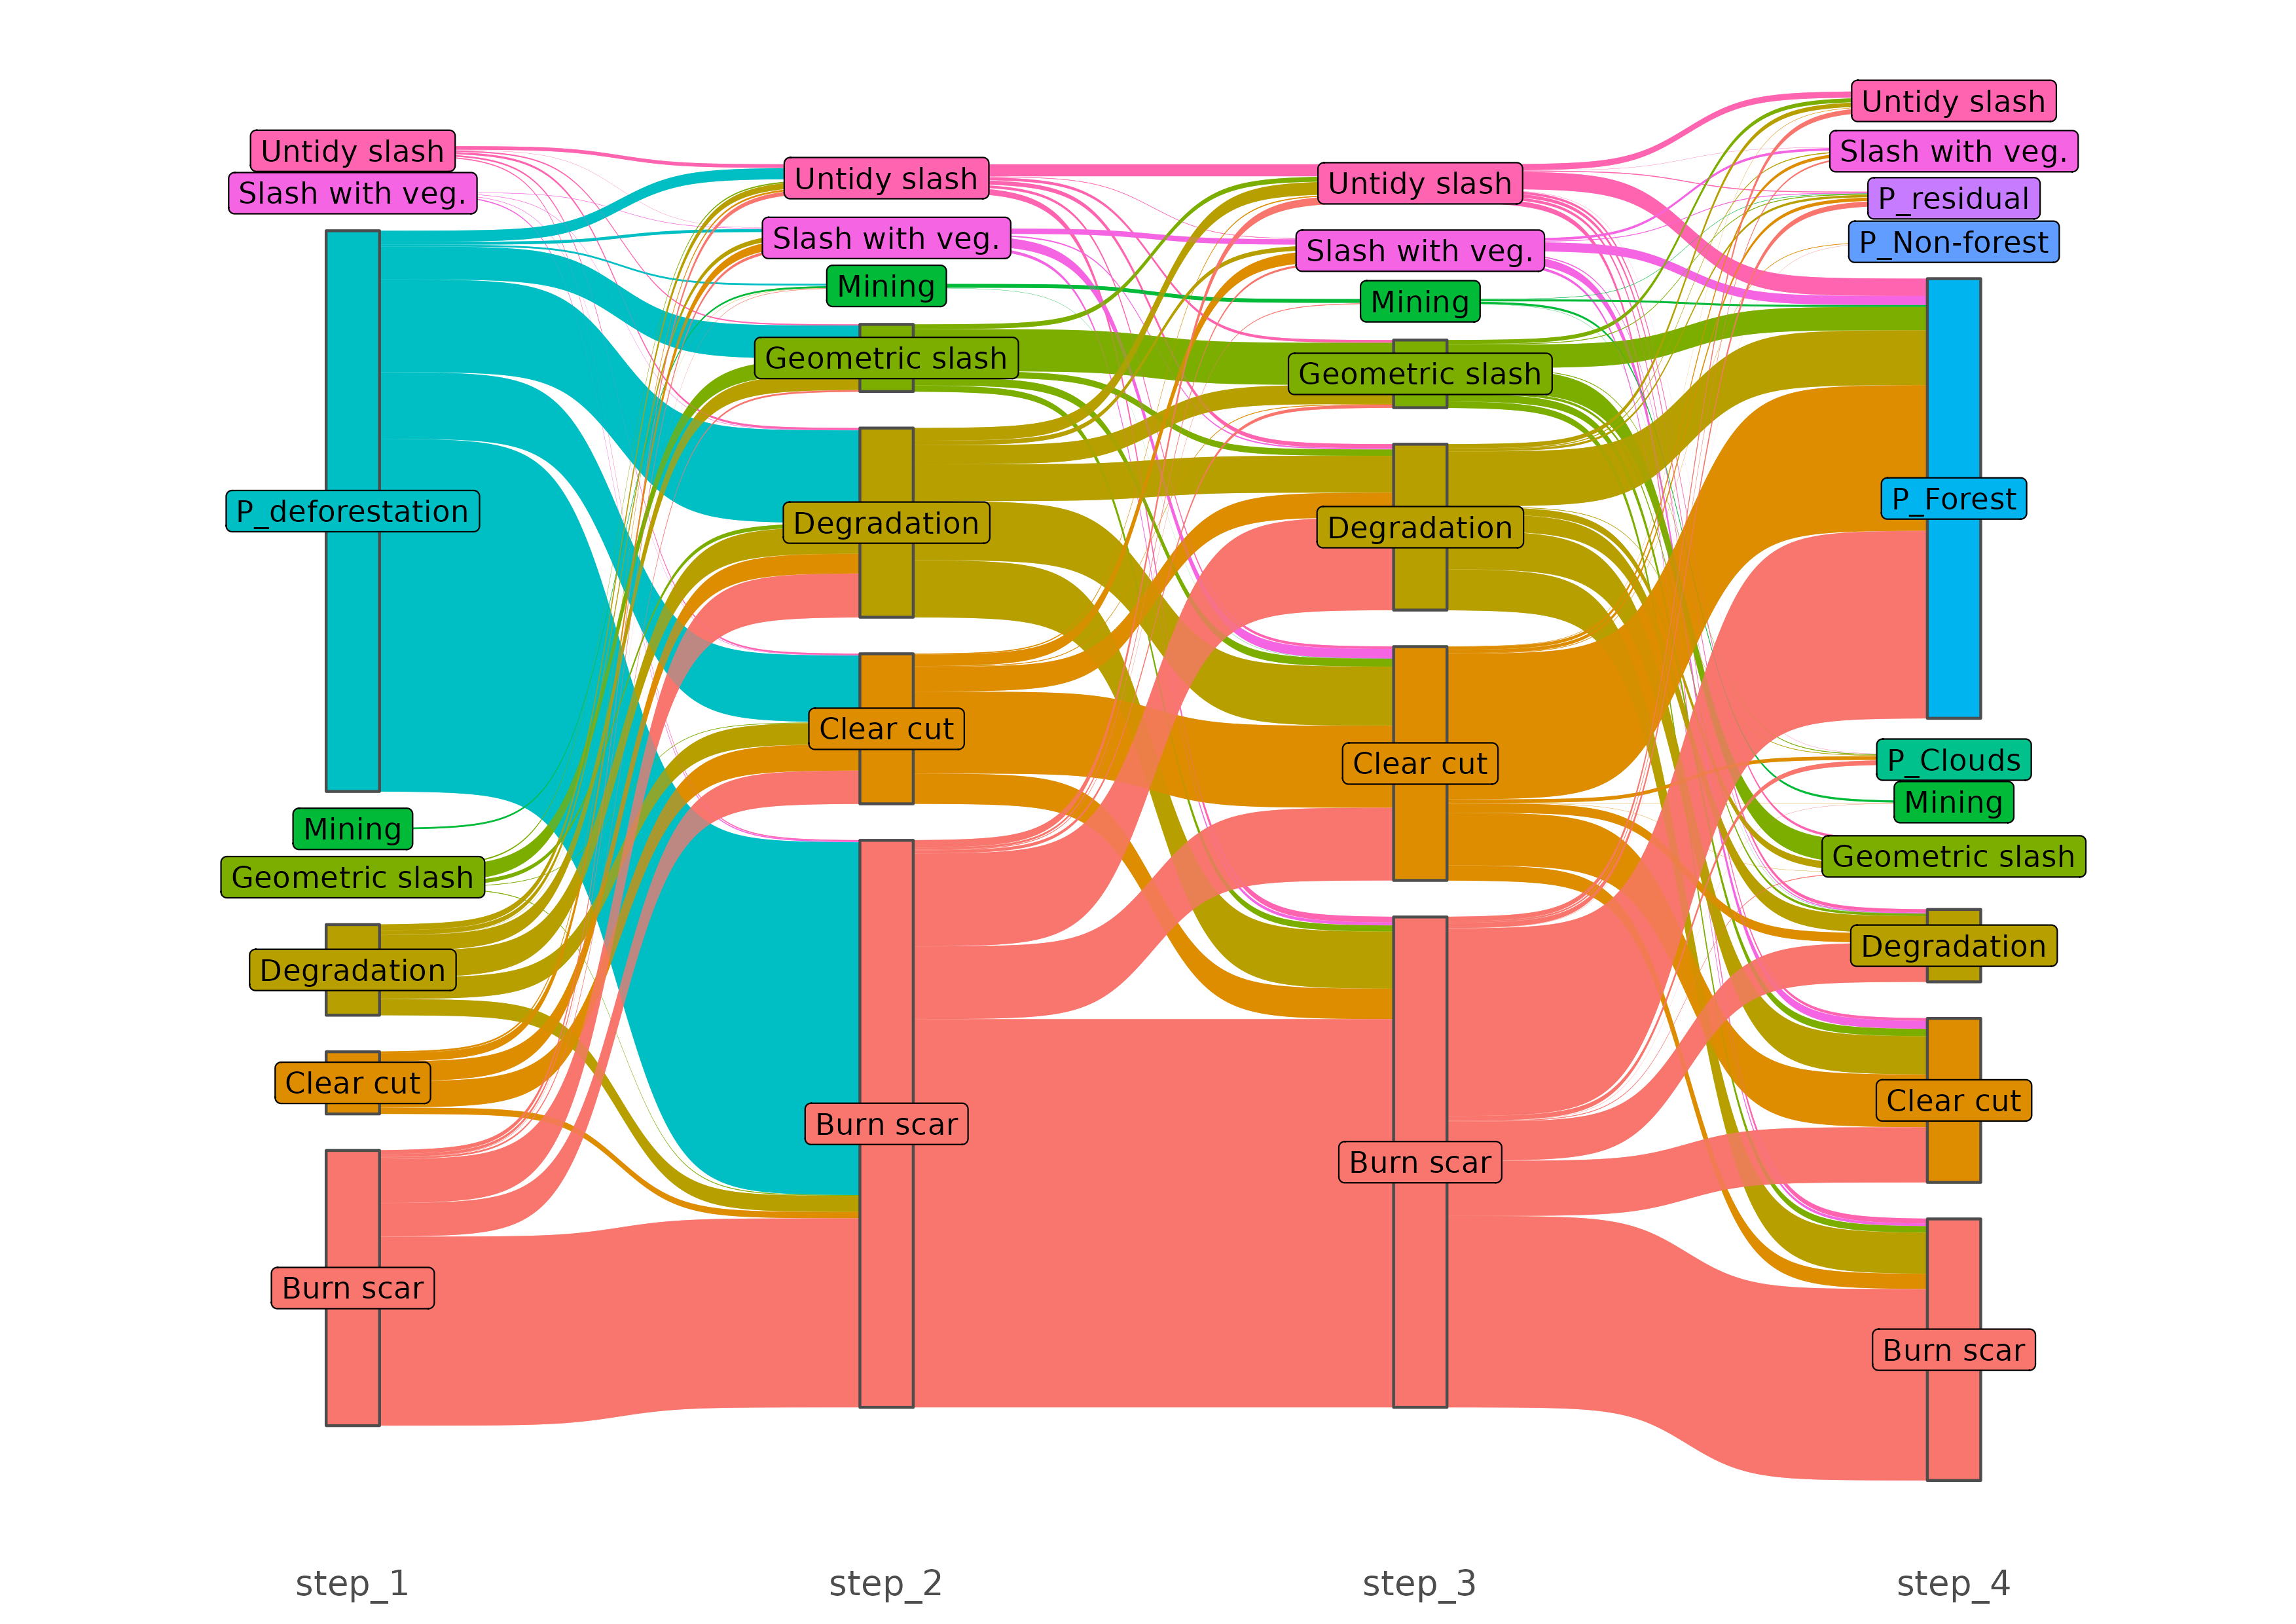 Untidy slash
Slash with veg.
P_deforestation
Mining
Geometric slash
Degradation
Clear cut
Burn scar
Untidy slash
Slash with veg.
Mining
Geometric slash
Degradation
Clear cut
Burn scar
Untidy slash
Slash with veg.
Mining
Geometric slash
Degradation
Clear cut
Burn scar
Untidy slash
Slash with veg.
P_residual
P_Non-forest
P_Forest
P_Clouds
Mining
Geometric slash
Degradation
Clear cut
Burn scar
step_1
step_2
step_3
step_4